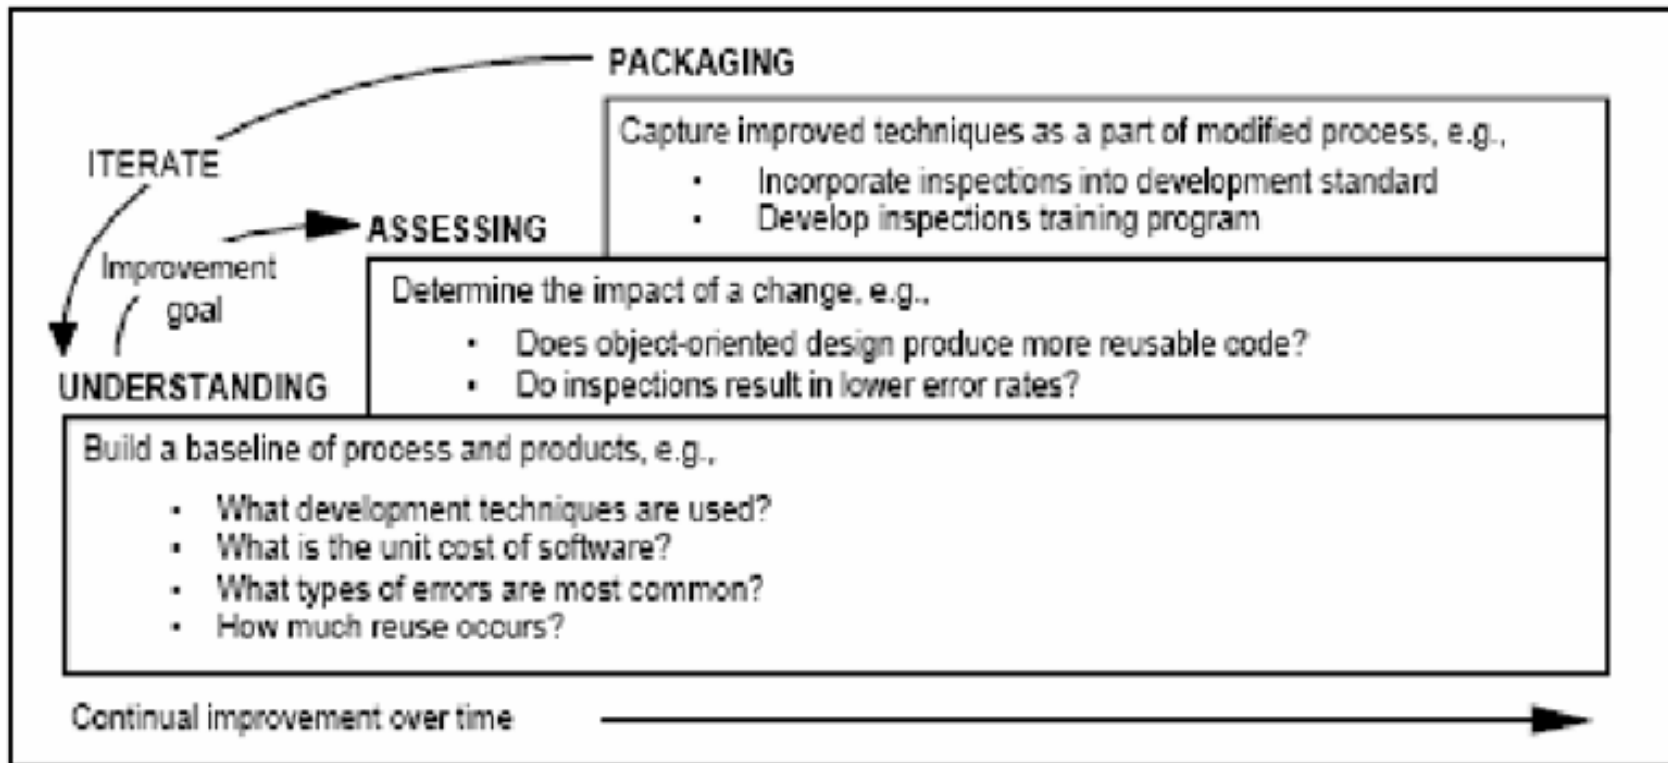 PACKAGING
Capture improved techniques as a part of modified process, e.g.,
• Incorporate inspections into development standard
• Develop inspections training program
ITERATE
ASSESSING
Improvement
goal
Determine the impact of a change, e.g.,
• Does object-oriented design produce more reusable code?
• Do inspections result in lower error rates?
UNDERSTANDING
Build a baseline of process and products, e.g.,
• What development techniques are used?
• What is the unit cost of software?
• What types of errors are most common?
• How much reuse occurs?
Continual improvement over time